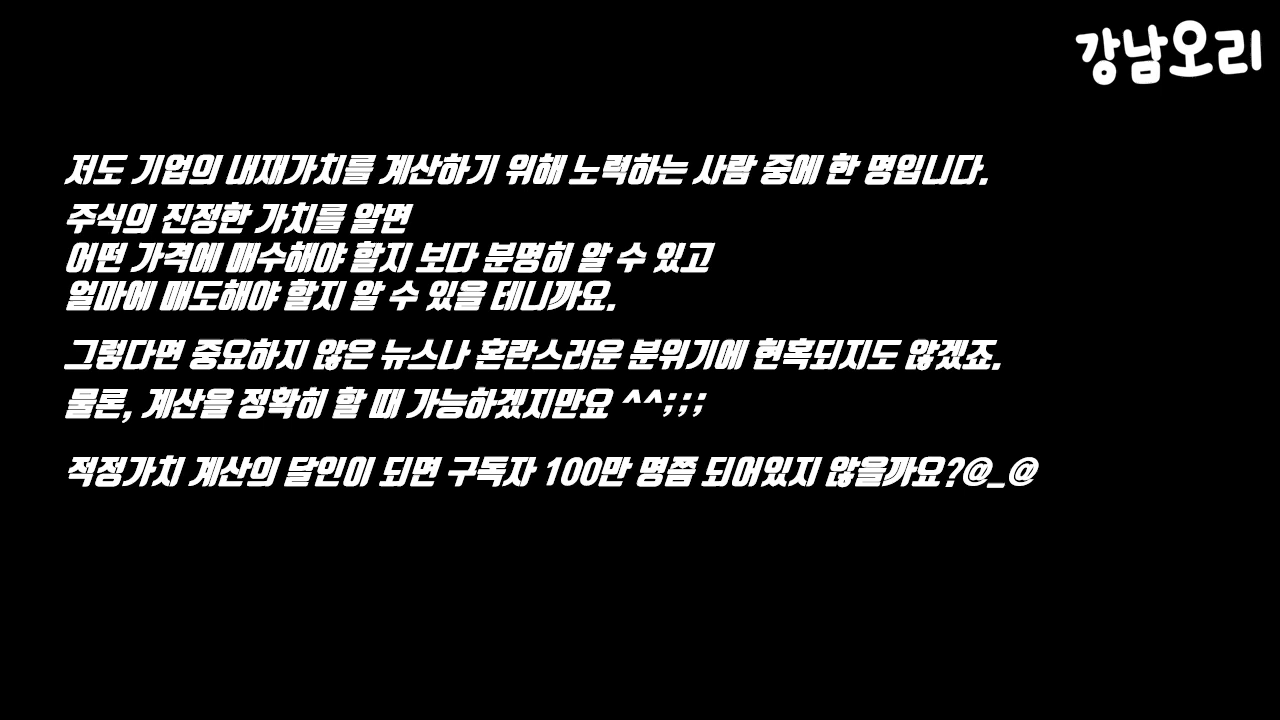 강남오리
저도 기업의 내재가치를 계산하기 위해 노력하는 사람 중에 한 명입니다.
주식의 진정한 가치를 알면
어떤 가격에 매수해야 할지 보다 분명히 알 수 있고
얼마에 매도해야 할지 알 수 있을 테니까요.
그렇다면 중요하지 않은 뉴스나 혼란스러운 분위기에 현혹되지도 않겠죠.
물론, 계산을 정확히 할 때 가능하겠지만요 ^^;;;
적정가치 계산의 달인이 되면 구독자 100만 명쯤 되어있지 않을까요?@_@